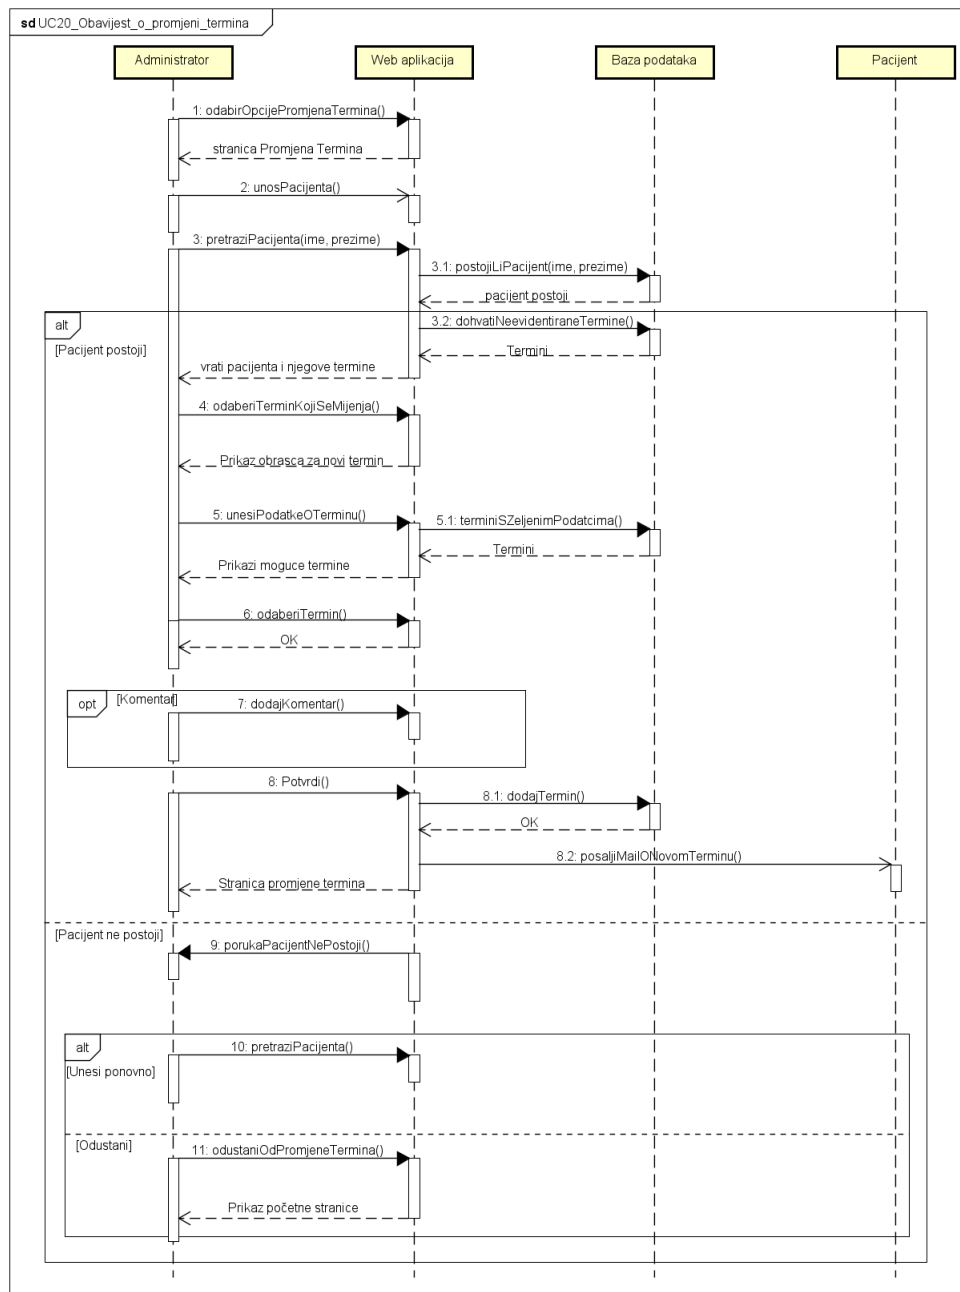 sd UC20_Obavijest_o_promjeni_termina
Administrator
Web aplikacija
Baza podataka
Pacijent
1: odabirOpcijePromjenaTermina()
stranica Promjena Termina
2: unosPacijenta()
3: pretraziPacijenta(ime, prezime)
3.1: postojiLiPacijent(ime, prezime)
pacijent postoji
alt
[Pacijent postoji]
3.2: dohvatiNeevidentiraneTermine()
Termini
vrati pacijenta i njegove termine
4: odaberiTerminKojiSeMijenja()
Prikaz obrasca za novi termin
5: unesiPodatkeOTerminu()
5.1: terminiSZeljenimPodatcima()
Termini
Prikazi moguce termine
6: odaberiTermin()
OK
opt
[Komentar]
7: dodajKomentar()
8: Potvrdi()
8.1: dodajTermin()
OK
8.2: posaljiMailONovomTerminu()
Stranica promjene termina
[Pacijent ne postoji]
9: porukaPacijentNePostoji()
alt
10: pretraziPacijenta()
[Unesi ponovno]
[Odustani]
11: odustaniOdPromjeneTermina()
Prikaz početne stranice